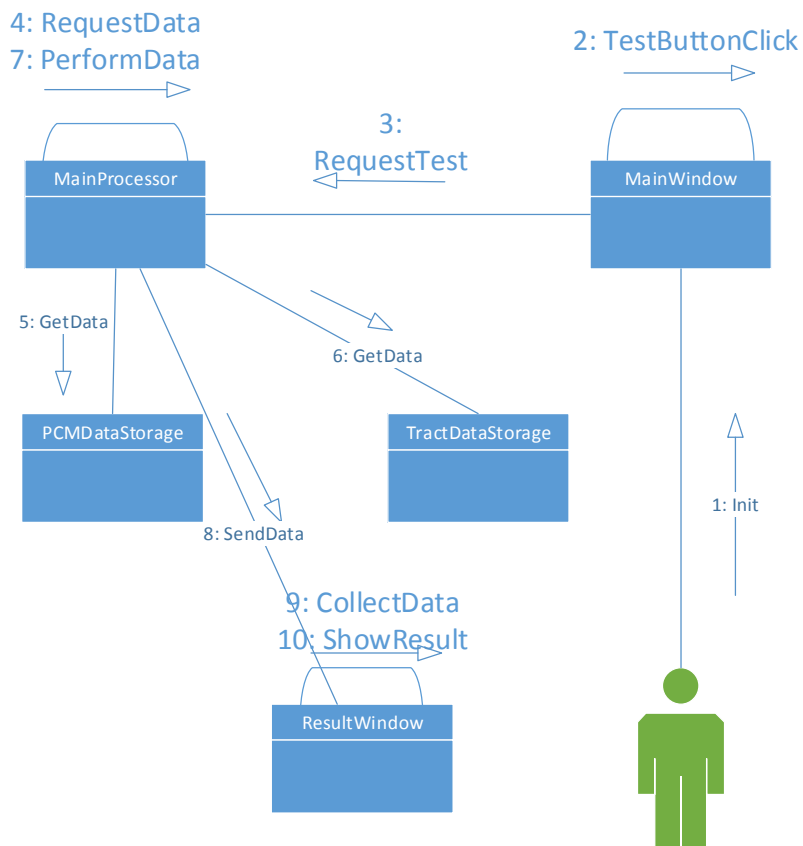 4: RequestData
7: PerformData
2: TestButtonClick
3:
RequestTest
MainProcessor
MainWindow
5: GetData
6: GetData
PCMDataStorage
TractDataStorage
1: Init
8: SendData
9: CollectData
10: ShowResult
ResultWindow